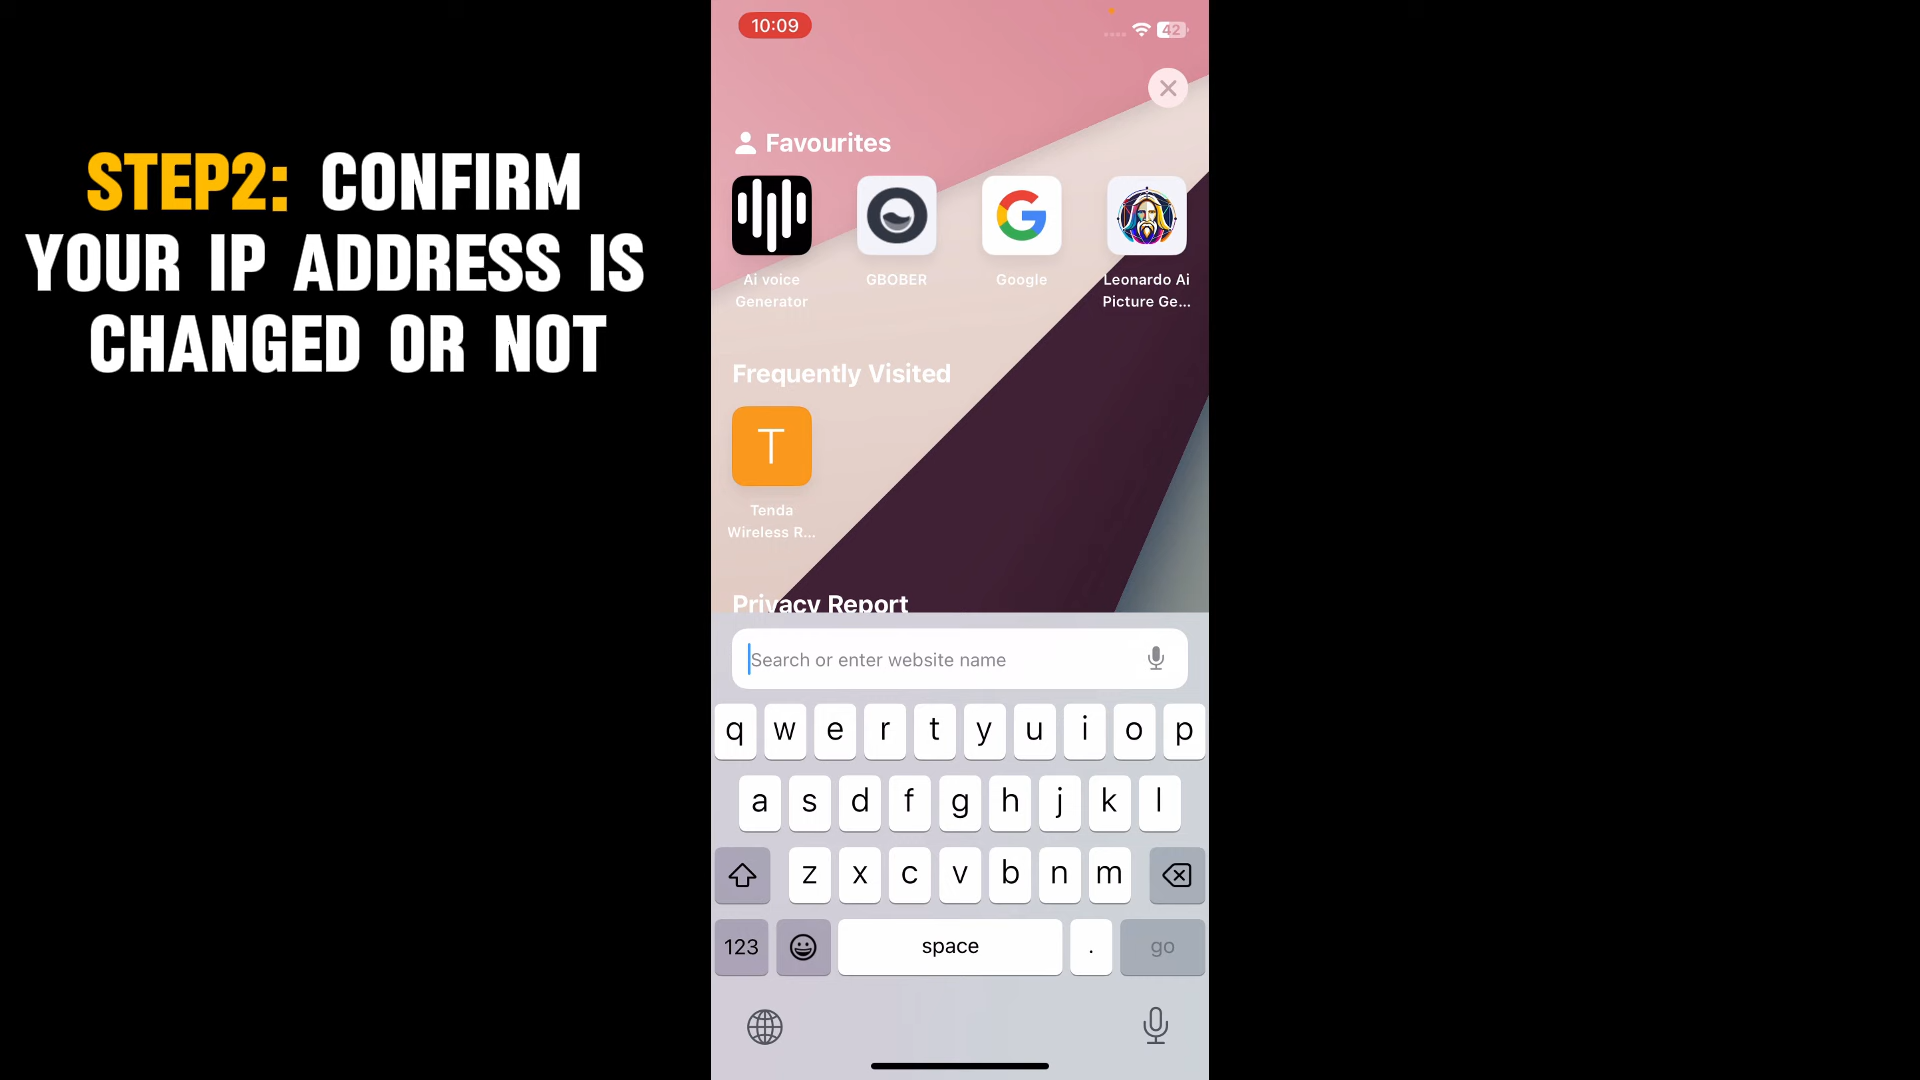 STEP2: CONFIRM
YOUR IP ADDRESS IS
CHANGED OR NOT
10:09
42
Favourites
Ai voice
Generator
GBOBER
Google
Leonardo Ai
Picture Ge...
Frequently Visited
T
Tenda
Wireless R...
Privacy Report
Search or enter website name
q w e r t y u i o p
a s d f g h j k l
z x c v b n m
123 space . go